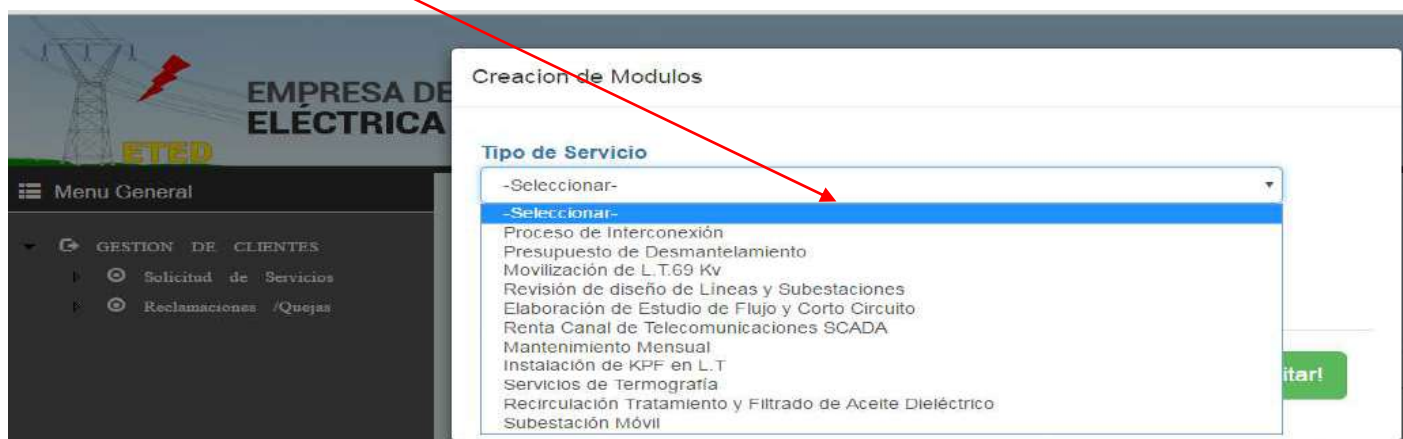 EMPRESA DE
ELÉCTRICA
ETED
Menu General
GESTION DE CLIENTES
Solicitud de Servicios
Reclamaciones /Quejas
Creacion de Modulos
Tipo de Servicio
-Seleccionar-
-Seleccionar-
Proceso de Interconexión
Presupuesto de Desmantelamiento
Movilización de L.T.69 Kv
Revisión de diseño de Líneas y Subestaciones
Elaboración de Estudio de Flujo y Corto Circuito
Renta Canal de Telecomunicaciones SCADA
Mantenimiento Mensual
Instalación de KPF en L.T
Servicios de Termografía
Recirculación Tratamiento y Filtrado de Aceite Dieléctrico
Subestación Móvil
itar!